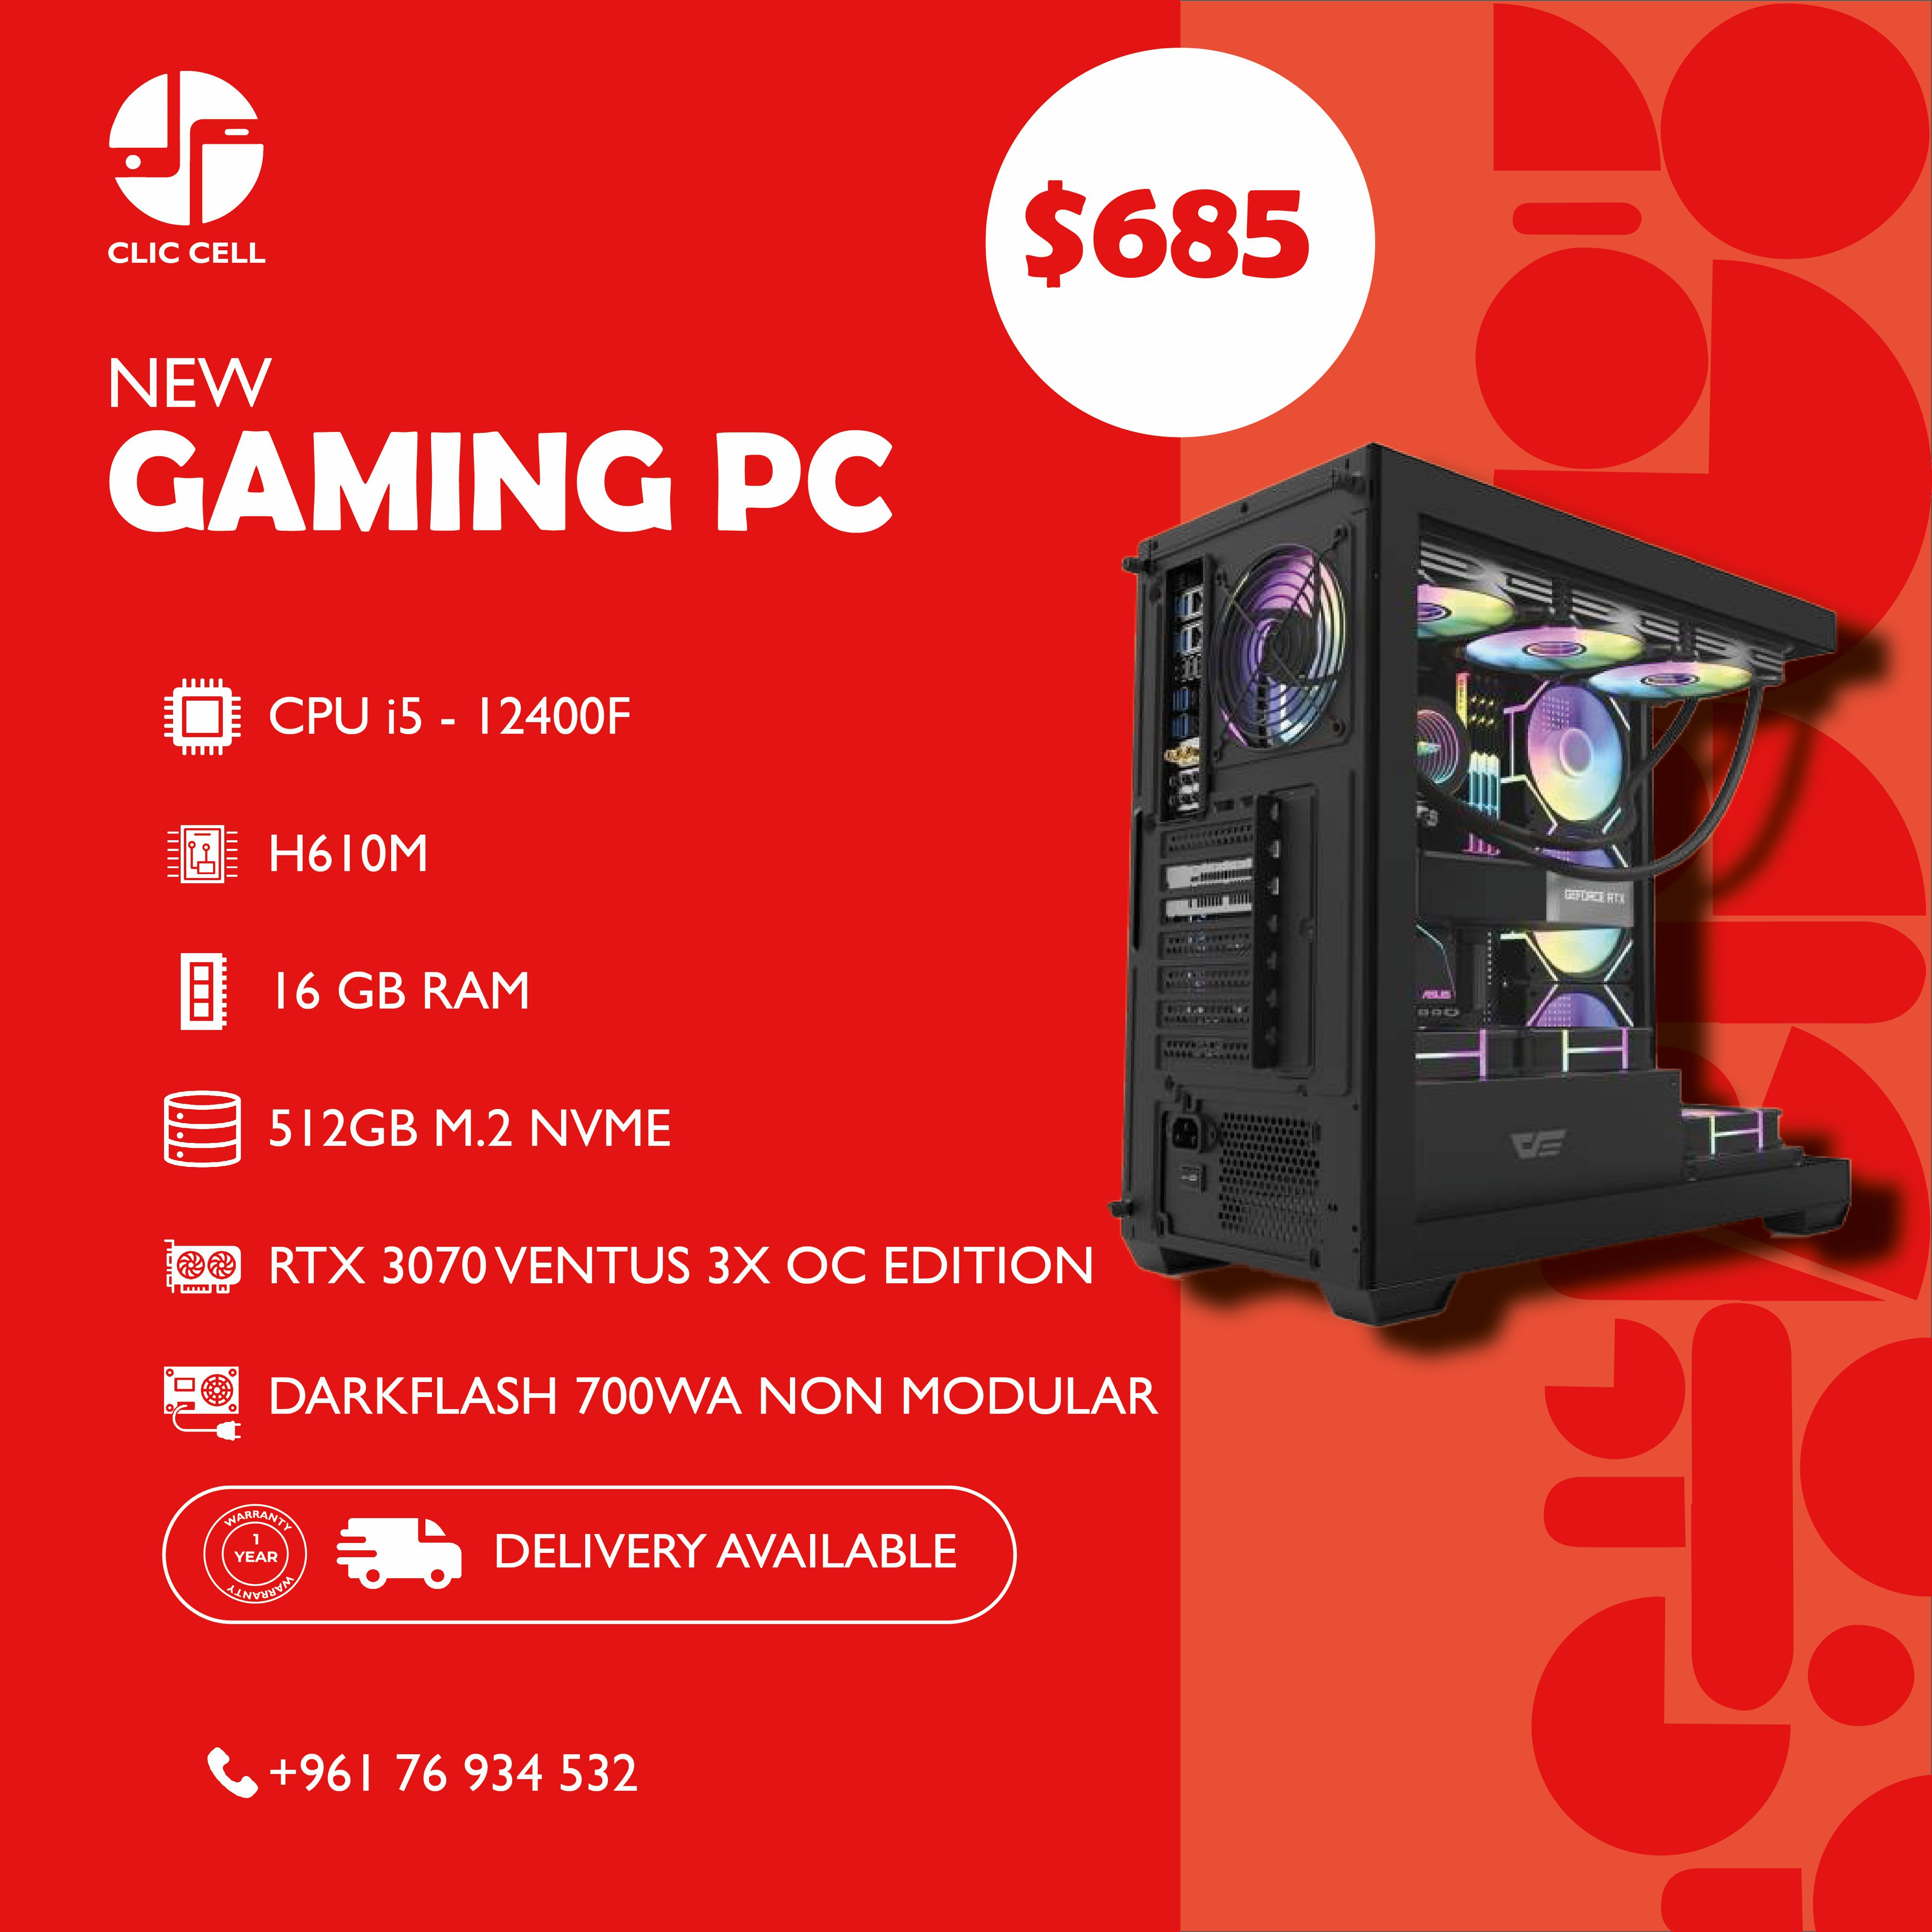 CLIC CELL
$685
NEW
GAMING PC
CPU i5 - 12400F
H610M
16 GB RAM
512GB M.2 NVME
RTX 3070 VENTUS 3X OC EDITION
DARKFLASH 700WA NON MODULAR
WARRANTY
1
YEAR
WARRANTY
DELIVERY AVAILABLE
+961 76 934 532
GEFORCE RTX
ASUS